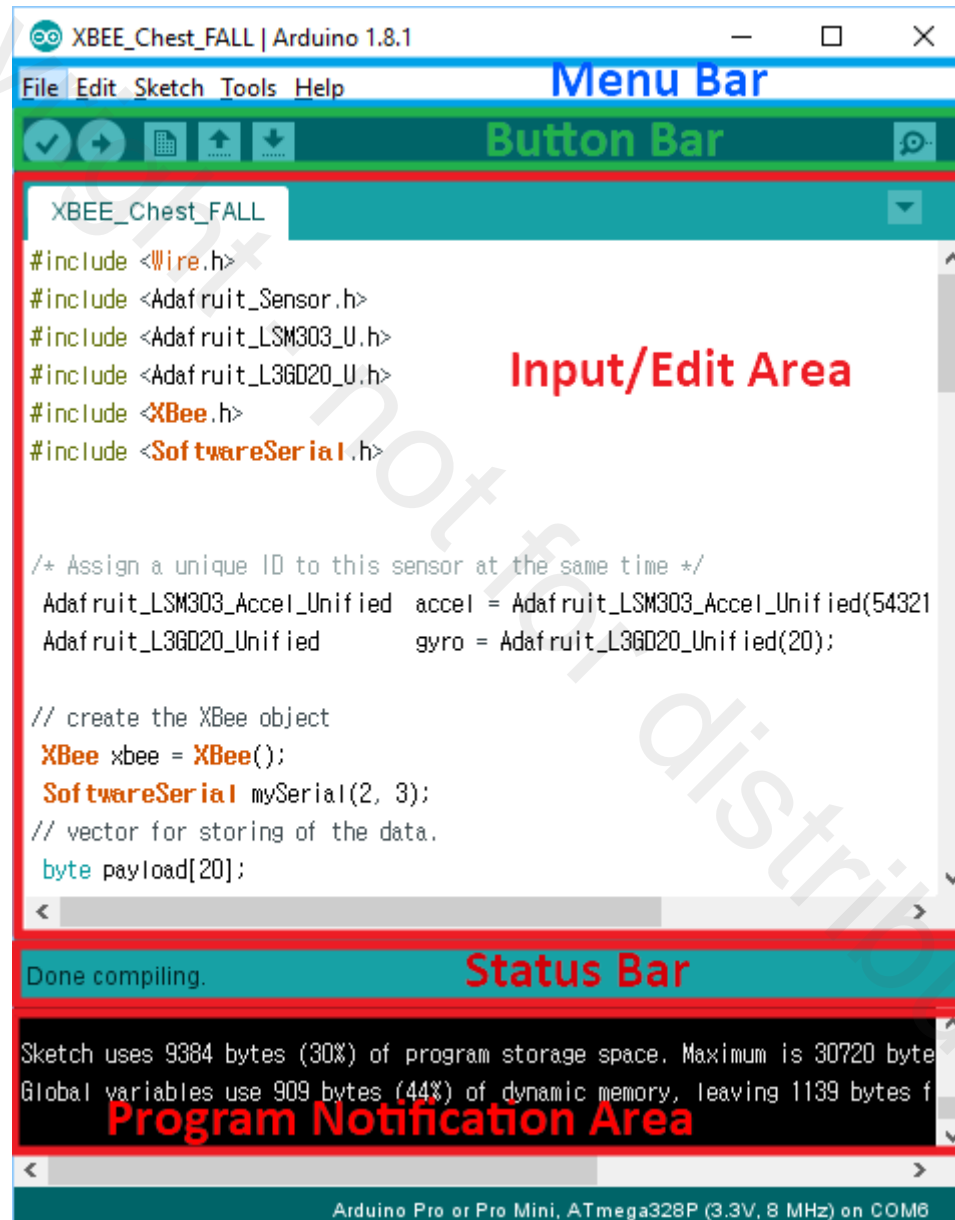 XBEE_Chest_FALL | Arduino 1.8.1
File Edit Sketch Tools Help
Menu Bar
Button Bar
XBEE_Chest_FALL
#include <Wire.h>
#include <Adafruit_Sensor.h>
#include <Adafruit_LSM303_U.h>
#include <Adafruit_L3GD20_U.h>
Input/Edit Area
#include <XBee.h>
#include <SoftwareSerial.h>
/* Assign a unique ID to this sensor at the same time */
Adafruit_LSM303_Accel_Unified accel = Adafruit_LSM303_Accel_Unified(54321
Adafruit_L3GD20_Unified gyro = Adafruit_L3GD20_Unified(20);
// create the XBee object
XBee xbee = XBee();
SoftwareSerial mySerial(2, 3);
// vector for storing of the data.
byte payload[20];
Done compiling.
Status Bar
Sketch uses 9384 bytes (30%) of program storage space. Maximum is 30720 byte
Global variables use 909 bytes (44%) of dynamic memory, leaving 1139 bytes f
Program Notification Area
Arduino Pro or Pro Mini, ATmega328P (3.3V, 8 MHz) on COM6
not for